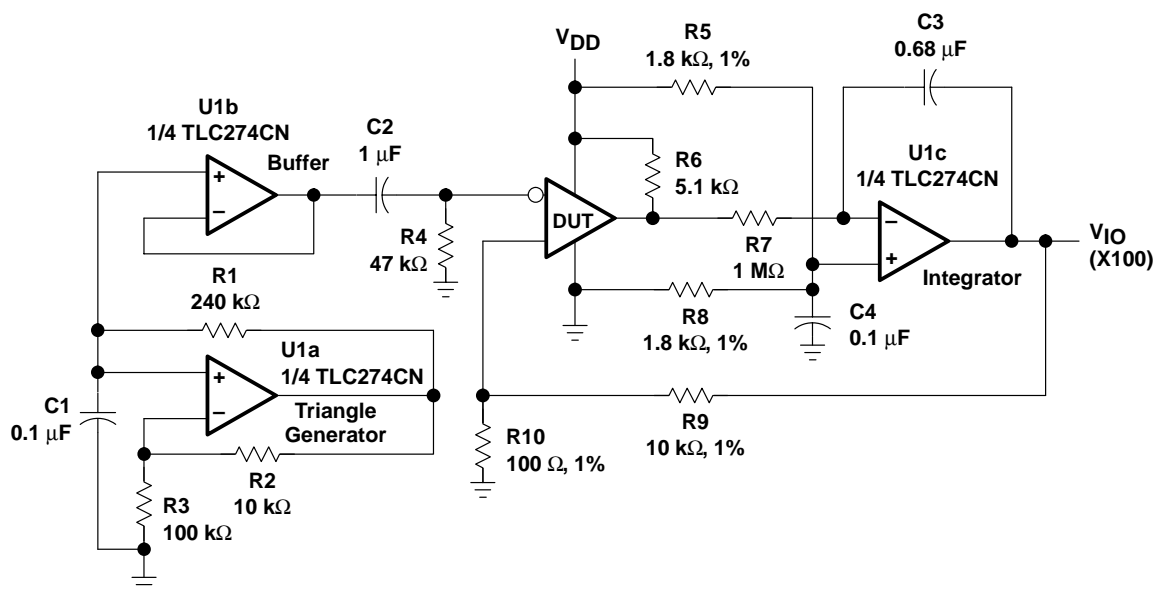 VDD
R5
1.8 kΩ, 1%
C3
0.68 μF
U1b
1/4 TLC274CN
Buffer
C2
1 μF
+
−
R4
47 kΩ
DUT
R6
5.1 kΩ
R7
1 MΩ
U1c
1/4 TLC274CN
−
+
Integrator
VIO
(X100)
R1
240 kΩ
R8
1.8 kΩ, 1%
C4
0.1 μF
U1a
1/4 TLC274CN
+
−
Triangle
Generator
C1
0.1 μF
R2
10 kΩ
R3
100 kΩ
R10
100 Ω, 1%
R9
10 kΩ, 1%